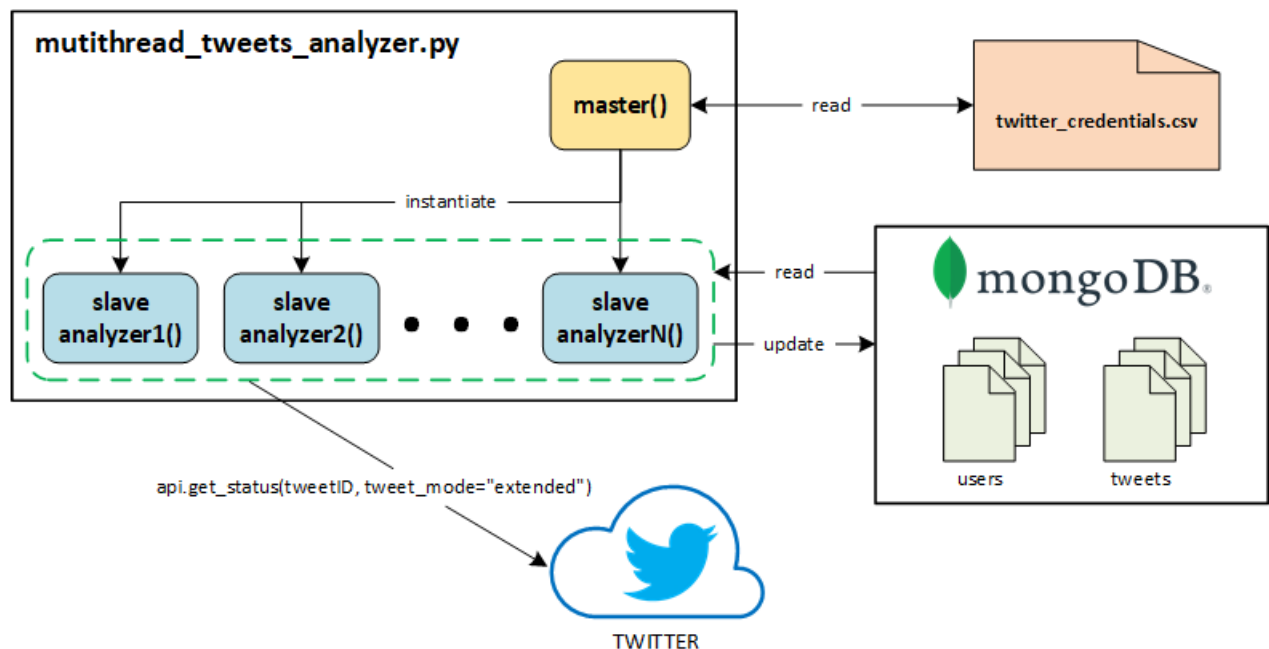 mutithread_tweets_analyzer.py
master()
read
twitter_credentials.csv
instantiate
slave
analyzer1()
slave
analyzer2()
slave
analyzerN()
read
update
mongoDB®
users
tweets
api.get_status(tweetID, tweet_mode="extended")
TWITTER